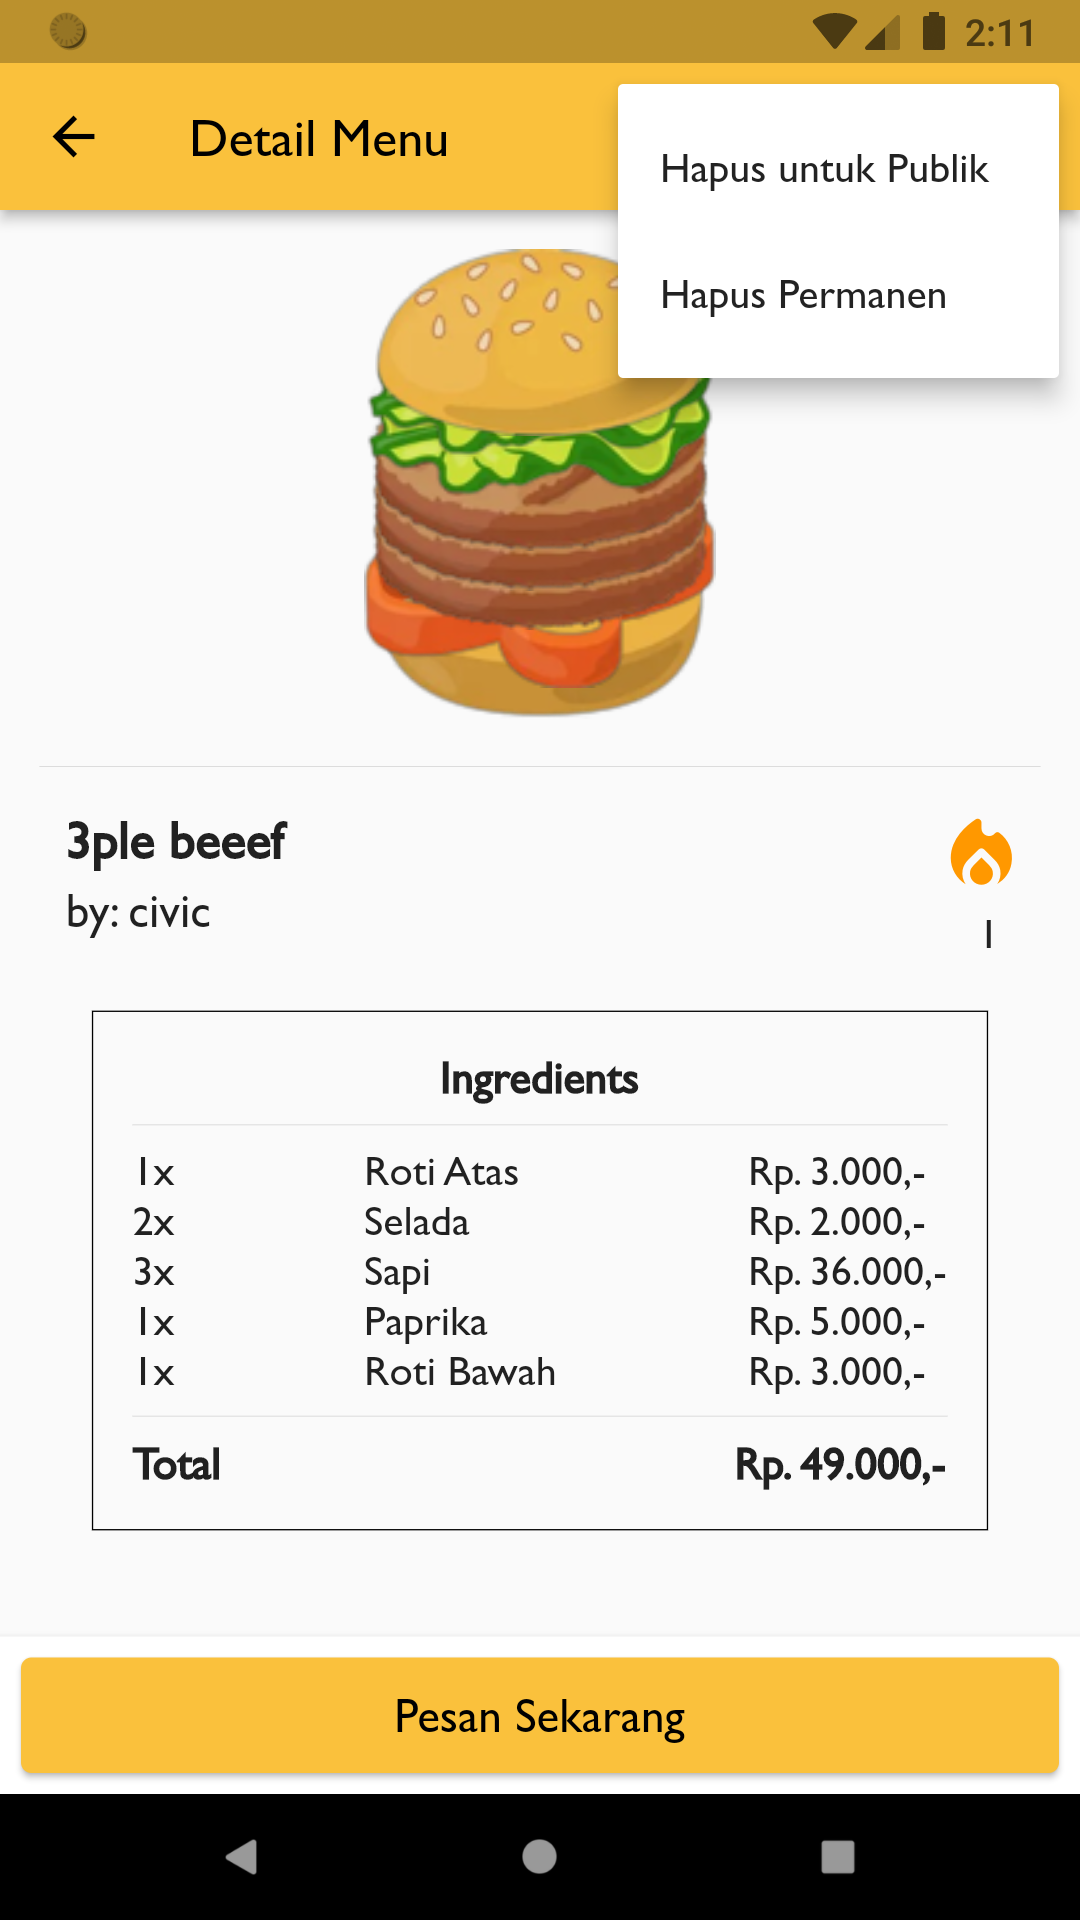 2:11
Detail Menu
Hapus untuk Publik
Hapus Permanen
3ple beeef
by: civic
1
Ingredients
1x Roti Atas Rp. 3.000,-
2x Selada Rp. 2.000,-
3x Sapi Rp. 36.000,-
1x Paprika Rp. 5.000,-
1x Roti Bawah Rp. 3.000,-
Total Rp. 49.000,-
Pesan Sekarang